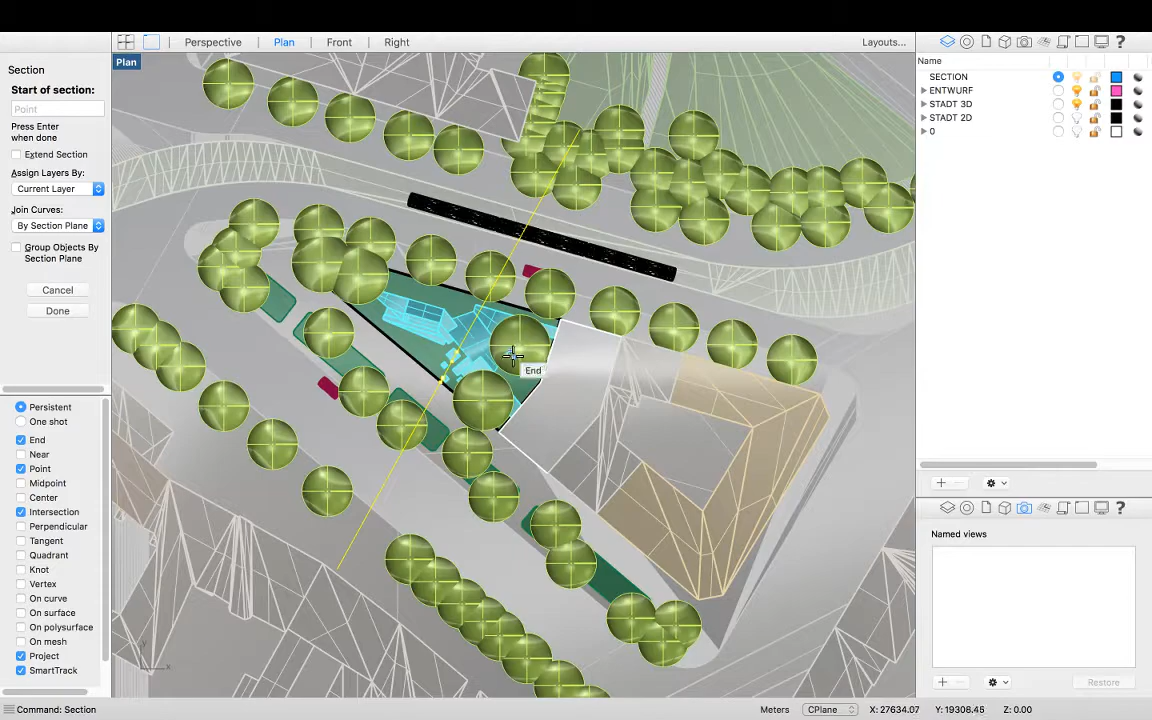 Perspective Plan Front Right Layouts...
Section
Start of section:
Point
Press Enter
when done
Extend Section
Assign Layers By:
Current Layer
Join Curves:
By Section Plane
Group Objects By
Section Plane
Cancel
Done
Persistent
One shot
End
Near
Point
Midpoint
Center
Intersection
Perpendicular
Tangent
Quadrant
Knot
Vertex
On curve
On surface
On polysurface
On mesh
Project
SmartTrack
Plan
End
y
x
Name
SECTION
ENTWURF
STADT 3D
STADT 2D
0
Named views
Restore
Command: Section Meters CPlane X: 27634.07 Y: 19308.45 Z: 0.00